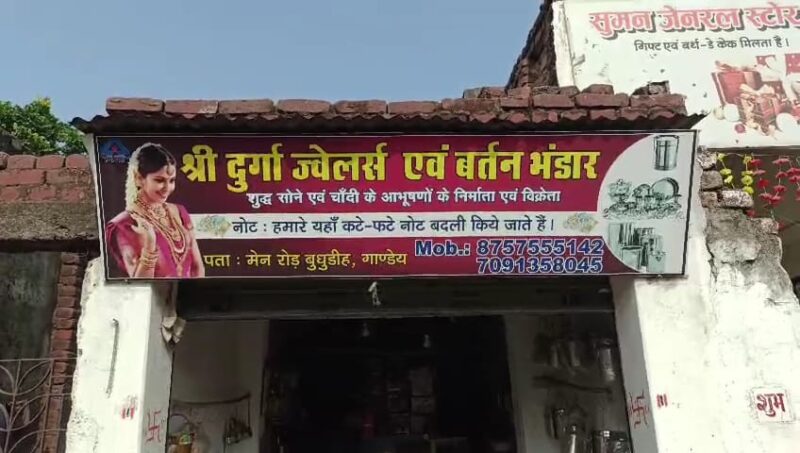 सुमन जेनरल स्टोर
गिफ्ट एवं बर्थ-डे केक मिलता है।
श्री दुर्गा ज्वेलर्स एवं बर्तन भंडार
शुद्ध सोने एवं चाँदी के आभूषणों के निर्माता एवं विक्रेता
नोट : हमारे यहाँ कटे-फटे नोट बदली किये जाते हैं।
पता : मेन रोड़ बुधुडीह, गाण्डेय
Mob.: 8757555142
7091358045
शुभ